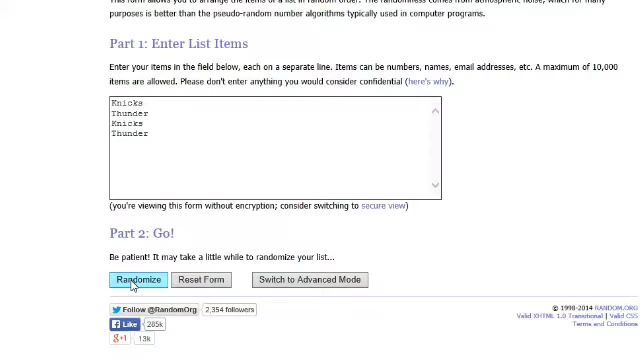 This form allows you to arrange the items of a list in random order. The randomness comes from atmospheric noise, which for many
purposes is better than the pseudo-random number algorithms typically used in computer programs.
Part 1: Enter List Items
Enter your items in the field below, each on a separate line. Items can be numbers, names, email addresses, etc. A maximum of 10,000
items are allowed. Please don't enter anything you would consider confidential (here's why).
Knicks
Thunder
Knicks
Thunder
(you're viewing this form without encryption; consider switching to secure view)
Part 2: Go!
Be patient! It may take a little while to randomize your list...
Randomize Reset Form Switch to Advanced Mode
Follow @RandomOrg 2,354 followers
Like 285k
g+1 13k
© 1998-2014 RANDOM.ORG
Valid XHTML 1.0 Transitional | Valid CSS
Terms and Conditions